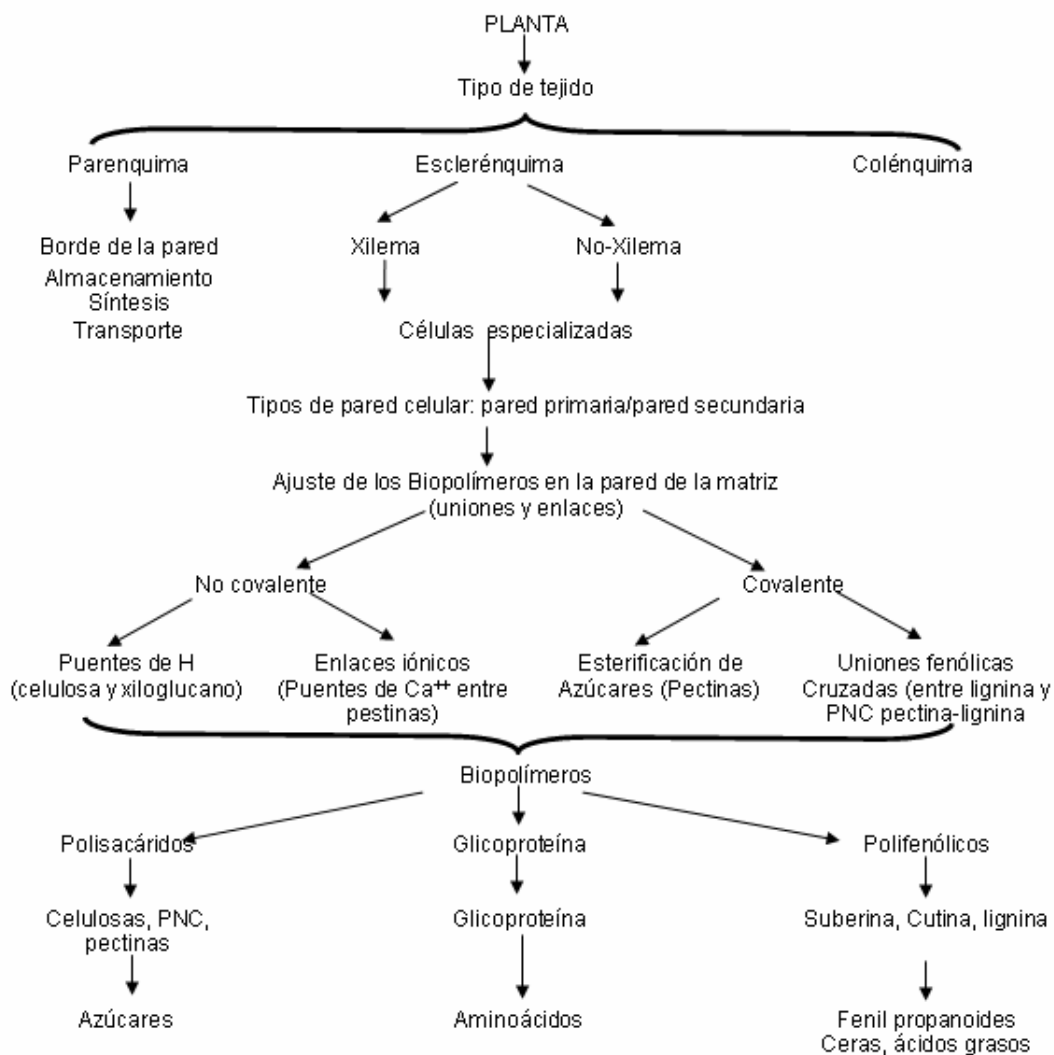 PLANTA
Tipo de tejido
Parenquima
Esclerénquima
Colénquima
Borde de la pared
Almacenamiento
Síntesis
Transporte
Xilema
No-Xilema
Células especializadas
Tipos de pared celular: pared primaria/pared secundaria
Ajuste de los Biopolímeros en la pared de la matriz
(uniones y enlaces)
No covalente
Covalente
Puentes de H
(celulosa y xiloglucano)
Enlaces iónicos
(Puentes de Ca⁺⁺ entre
pestinas)
Esterificación de
Azúcares (Pectinas)
Uniones fenólicas
Cruzadas (entre lignina y
PNC pectina-lignina
Biopolímeros
Polisacáridos
Glicoproteína
Polifenólicos
Celulosas, PNC,
pectinas
Glicoproteína
Suberina, Cutina, lignina
Azúcares
Aminoácidos
Fenil propanoides
Ceras, ácidos grasos